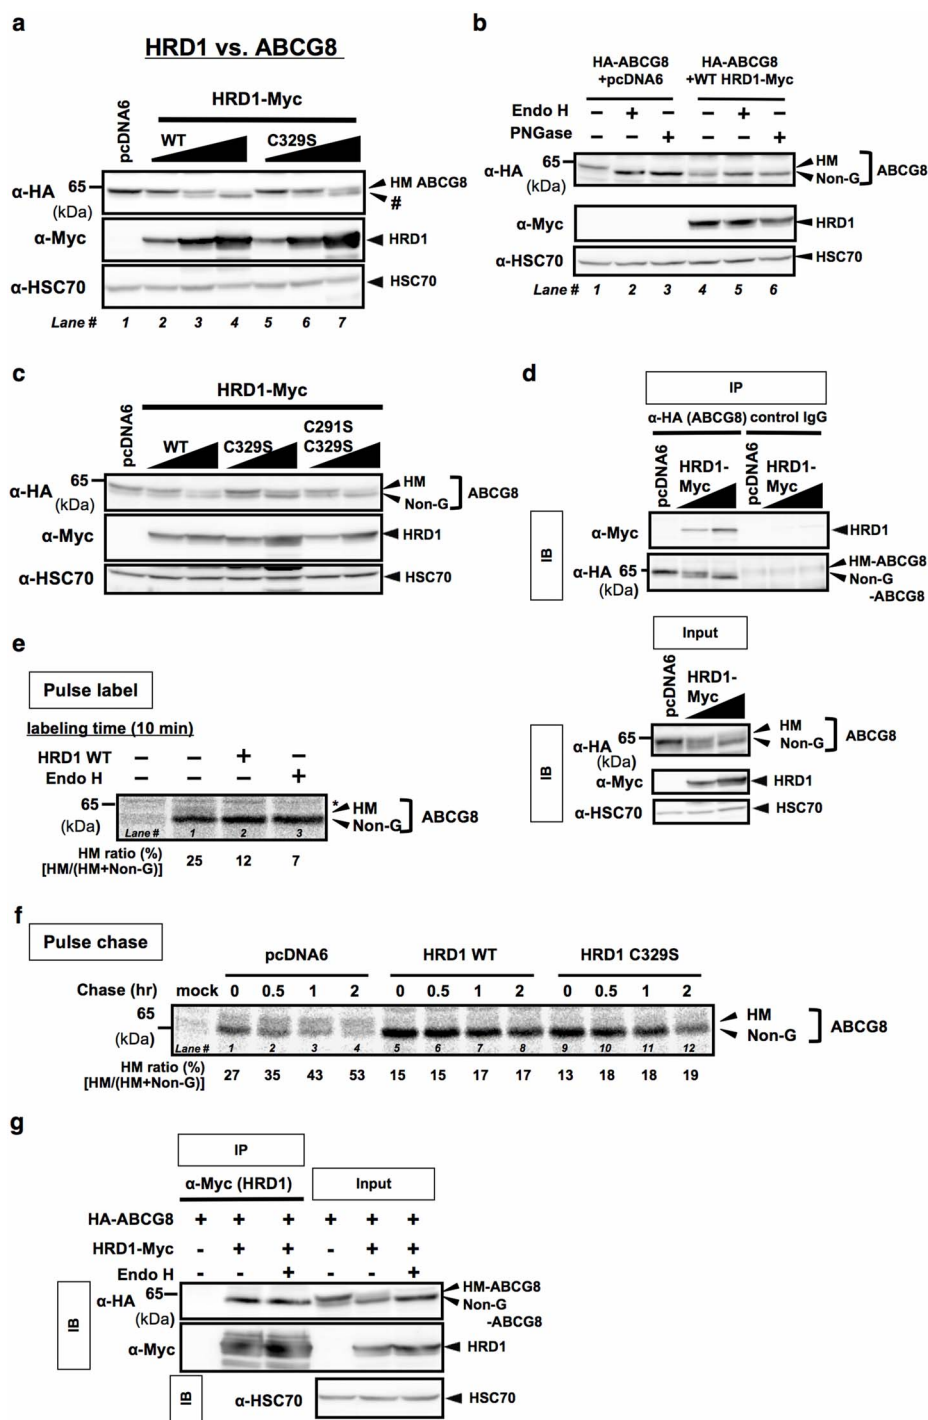 a
HRD1 vs. ABCG8
pcDNA6
HRD1-Myc
WT
C329S
α-HA
65
(kDa)
HM ABCG8
#
α-Myc
HRD1
α-HSC70
HSC70
Lane # 1 2 3 4 5 6 7
b
HA-ABCG8
+pcDNA6
HA-ABCG8
+WT HRD1-Myc
Endo H − + − − + −
PNGase − − + − − +
α-HA
65
(kDa)
HM
Non-G
ABCG8
α-Myc
HRD1
α-HSC70
HSC70
Lane # 1 2 3 4 5 6
c
pcDNA6
HRD1-Myc
WT
C329S
C291S
C329S
α-HA
65
(kDa)
HM
Non-G
ABCG8
α-Myc
HRD1
α-HSC70
HSC70
d
IP
α-HA (ABCG8) control IgG
pcDNA6
HRD1-
Myc
pcDNA6
HRD1-
Myc
IB
α-Myc
HRD1
α-HA 65
(kDa)
HM-ABCG8
Non-G
-ABCG8
Input
pcDNA6
HRD1-
Myc
IB
α-HA 65
(kDa)
HM
Non-G
ABCG8
α-Myc
HRD1
α-HSC70
HSC70
e
Pulse label
labeling time (10 min)
HRD1 WT − − + −
Endo H − − − +
65
(kDa)
*
HM
Non-G
ABCG8
Lane # 1 2 3
HM ratio (%)
[HM/(HM+Non-G)]
25 12 7
f
Pulse chase
pcDNA6 HRD1 WT HRD1 C329S
Chase (hr) mock 0 0.5 1 2 0 0.5 1 2 0 0.5 1 2
65
(kDa)
HM
Non-G
ABCG8
Lane # 1 2 3 4 5 6 7 8 9 10 11 12
HM ratio (%)
[HM/(HM+Non-G)]
27 35 43 53 15 15 17 17 13 18 18 19
g
IP
α-Myc (HRD1)
Input
HA-ABCG8 + + + + + +
HRD1-Myc - + + - + +
Endo H - - + - - +
IB
α-HA 65
(kDa)
HM-ABCG8
Non-G
-ABCG8
α-Myc
HRD1
IB
α-HSC70
HSC70